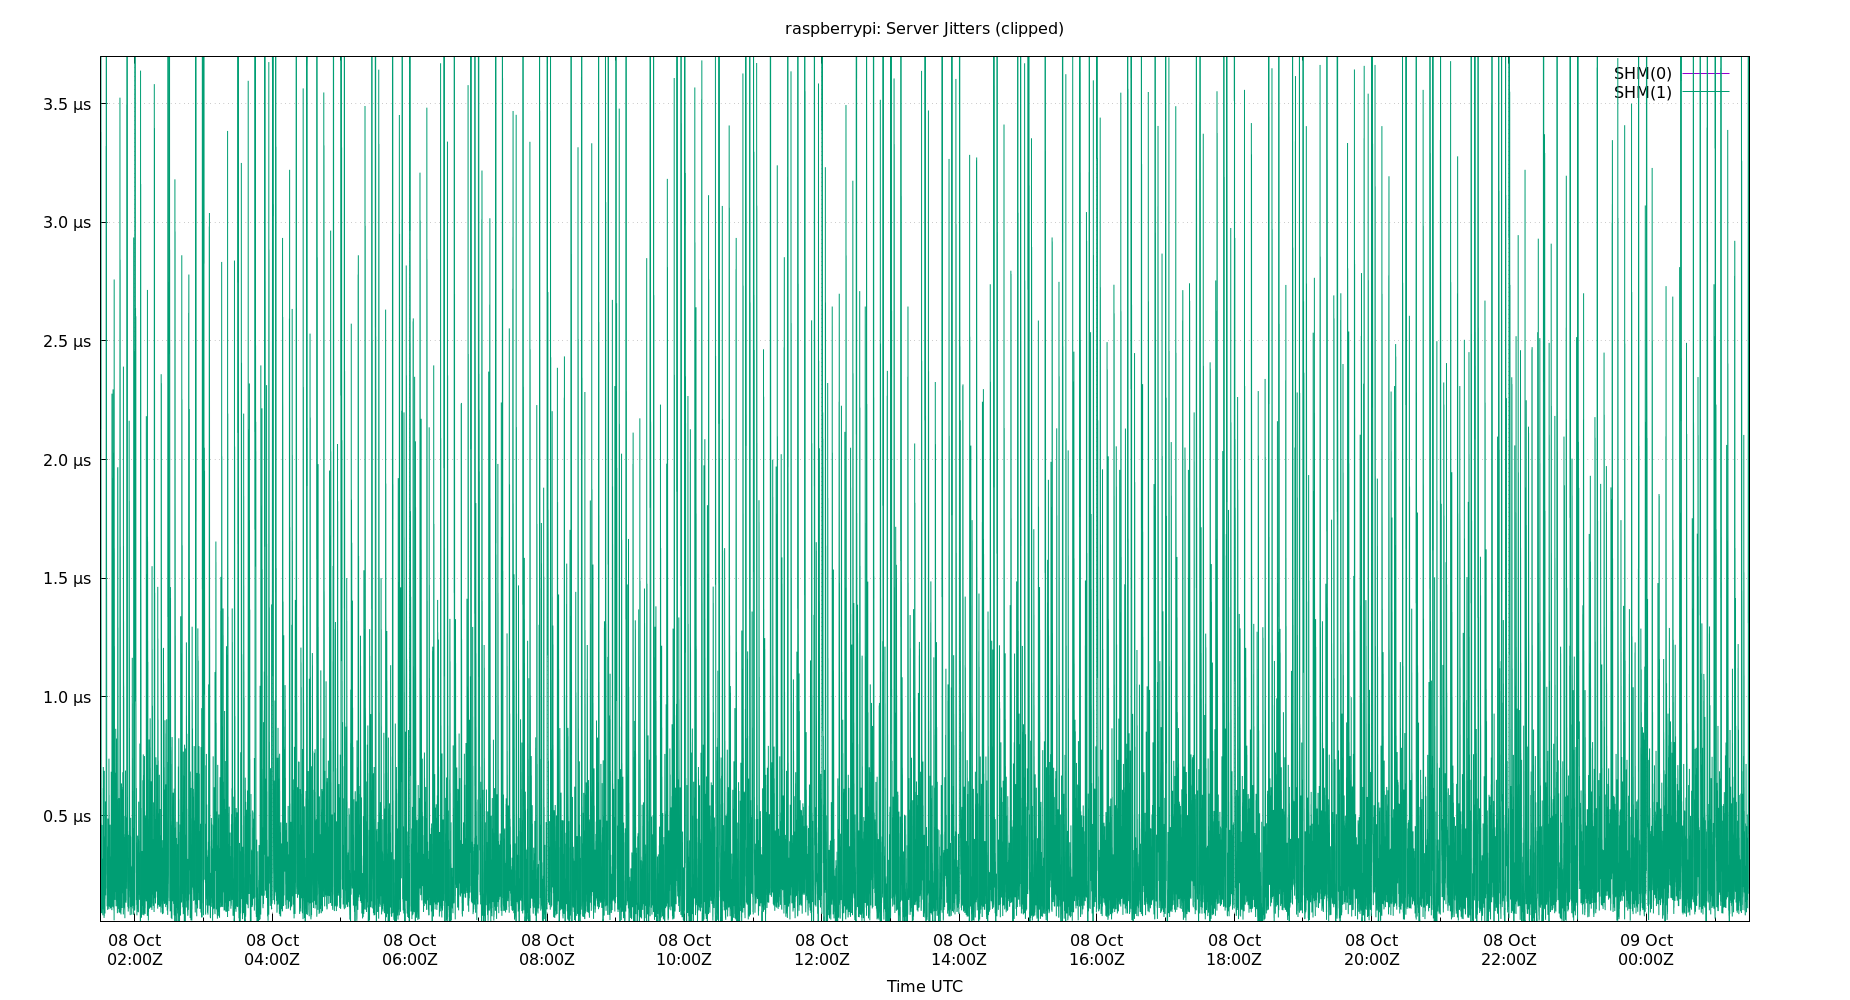 raspberrypi: Server Jitters (clipped)
SHM(0)
SHM(1)
3.5 µs
3.0 µs
2.5 µs
2.0 µs
1.5 µs
1.0 µs
0.5 µs
08 Oct 08 Oct 08 Oct 08 Oct 08 Oct 08 Oct 08 Oct 08 Oct 08 Oct 08 Oct 08 Oct 09 Oct
02:00Z 04:00Z 06:00Z 08:00Z 10:00Z 12:00Z 14:00Z 16:00Z 18:00Z 20:00Z 22:00Z 00:00Z
Time UTC